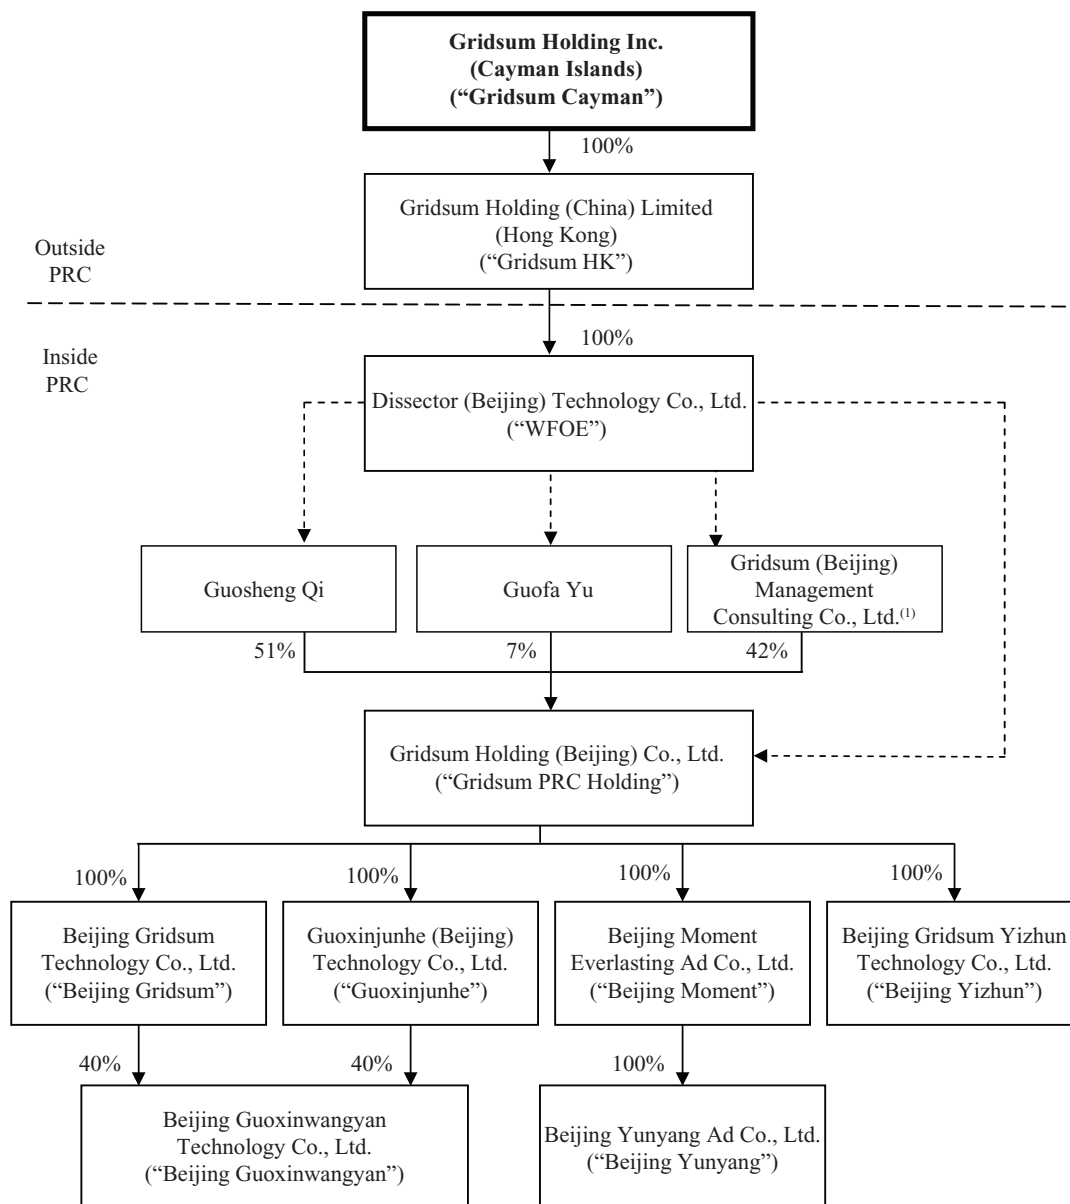 Gridsum Holding Inc.
(Cayman Islands)
(“Gridsum Cayman”)
100%
Gridsum Holding (China) Limited
(Hong Kong)
(“Gridsum HK”)
Outside
PRC
Inside
PRC
100%
Dissector (Beijing) Technology Co., Ltd.
(“WFOE”)
Guosheng Qi
Guofa Yu
Gridsum (Beijing)
Management
Consulting Co., Ltd.(1)
51%
7%
42%
Gridsum Holding (Beijing) Co., Ltd.
(“Gridsum PRC Holding”)
100%
100%
100%
100%
Beijing Gridsum
Technology Co., Ltd.
(“Beijing Gridsum”)
Guoxinjunhe (Beijing)
Technology Co., Ltd.
(“Guoxinjunhe”)
Beijing Moment
Everlasting Ad Co., Ltd.
(“Beijing Moment”)
Beijing Gridsum Yizhun
Technology Co., Ltd.
(“Beijing Yizhun”)
40%
40%
100%
Beijing Guoxinwangyan
Technology Co., Ltd.
(“Beijing Guoxinwangyan”)
Beijing Yunyang Ad Co., Ltd.
(“Beijing Yunyang”)